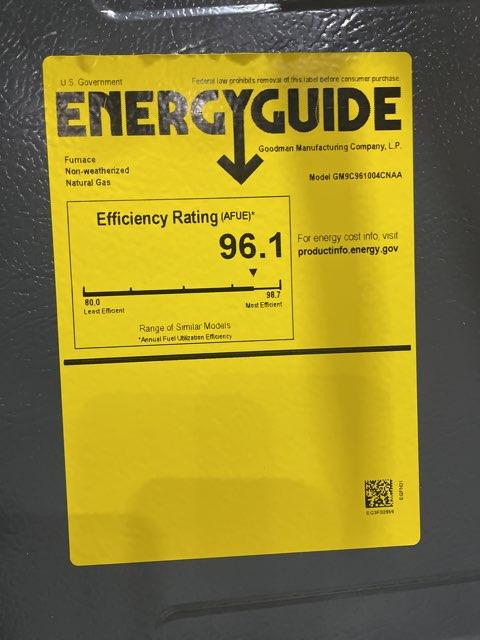 U.S. Government
Federal law prohibits removal of this label before consumer purchase.
ENERGYGUIDE
Furnace
Non-weatherized
Natural Gas
Goodman Manufacturing Company, L.P.
Model GM9C961004CNAA
Efficiency Rating (AFUE)*
96.1
80.0
Least Efficient
98.7
Most Efficient
Range of Similar Models
*Annual Fuel Utilization Efficiency
For energy cost info, visit
productinfo.energy.gov